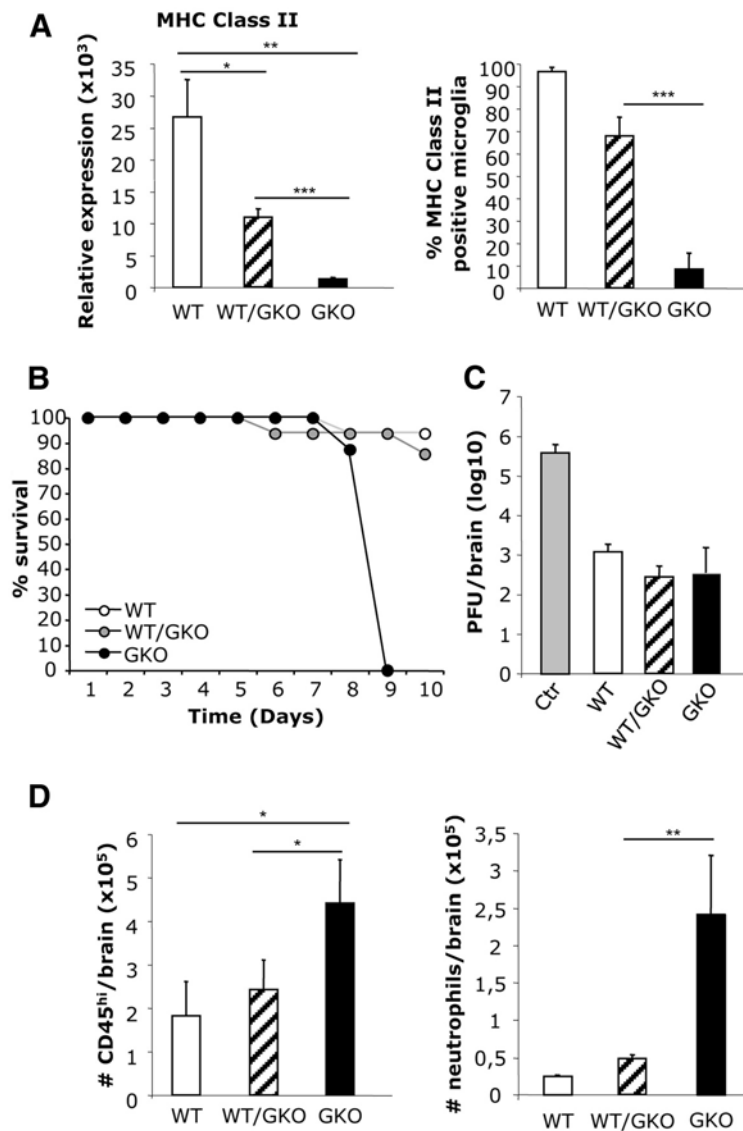 A
MHC Class II
Relative expression (x10³)
35
30
25
20
15
10
5
0
**
*
***
WT WT/GKO GKO
% MHC Class II
positive microglia
100
90
80
70
60
50
40
30
20
10
0
***
WT WT/GKO GKO
B
% survival
100
90
80
70
60
50
40
30
20
10
0
WT
WT/GKO
GKO
1 2 3 4 5 6 7 8 9 10
Time (Days)
C
PFU/brain (log10)
7
6
5
4
3
2
1
0
Ctr
WT
WT/GKO
GKO
D
# CD45ʰⁱ/brain (x10⁵)
6
5
4
3
2
1
*
*
WT WT/GKO GKO
# neutrophils/brain (x10⁵)
3,5
3
2,5
2
1,5
1
0,5
0
**
WT WT/GKO GKO